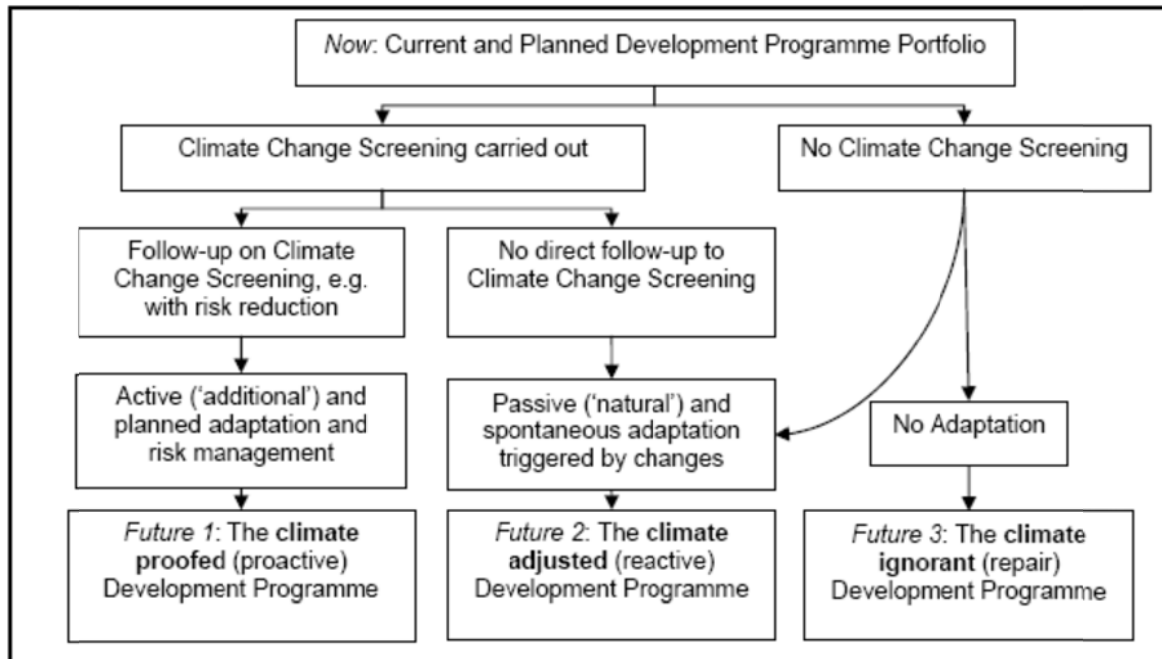 Now: Current and Planned Development Programme Portfolio
Climate Change Screening carried out
No Climate Change Screening
Follow-up on Climate
Change Screening, e.g.
with risk reduction
No direct follow-up to
Climate Change Screening
Active (‘additional’) and
planned adaptation and
risk management
Passive (‘natural’) and
spontaneous adaptation
triggered by changes
No Adaptation
Future 1: The climate
proofed (proactive)
Development Programme
Future 2: The climate
adjusted (reactive)
Development Programme
Future 3: The climate
ignorant (repair)
Development Programme